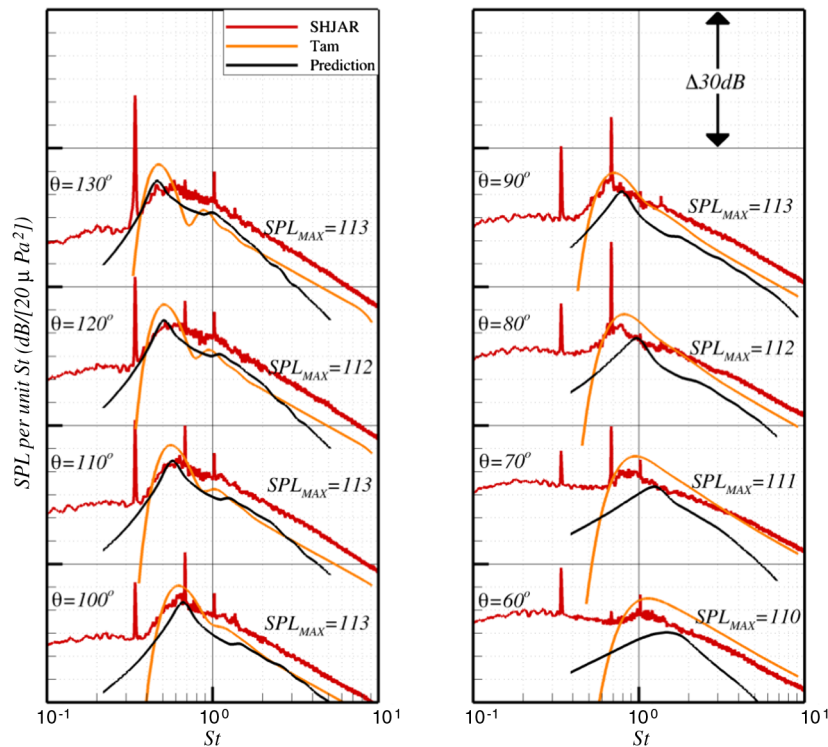 SHJAR
Tam
Prediction
Δ30dB
θ=130°
SPL_MAX=113
θ=120°
SPL_MAX=112
θ=110°
SPL_MAX=113
θ=100°
SPL_MAX=113
θ=90°
SPL_MAX=113
θ=80°
SPL_MAX=112
θ=70°
SPL_MAX=111
θ=60°
SPL_MAX=110
SPL per unit St (dB/[20 μ Pa²])
10⁻¹ 10⁰ 10¹
St
10⁻¹ 10⁰ 10¹
St